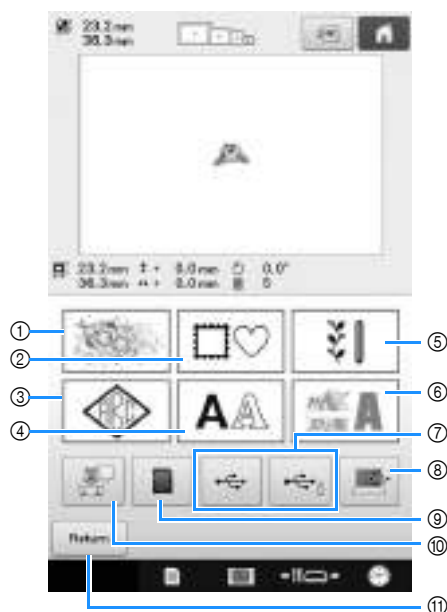 23.2mm
36.3mm
23.2mm 0.0mm 0.0°
36.3mm 0.0mm 5
①
②
③
④
A A
A
⑤
⑥
⑦
⑧
⑨
⑩
Return
⑪